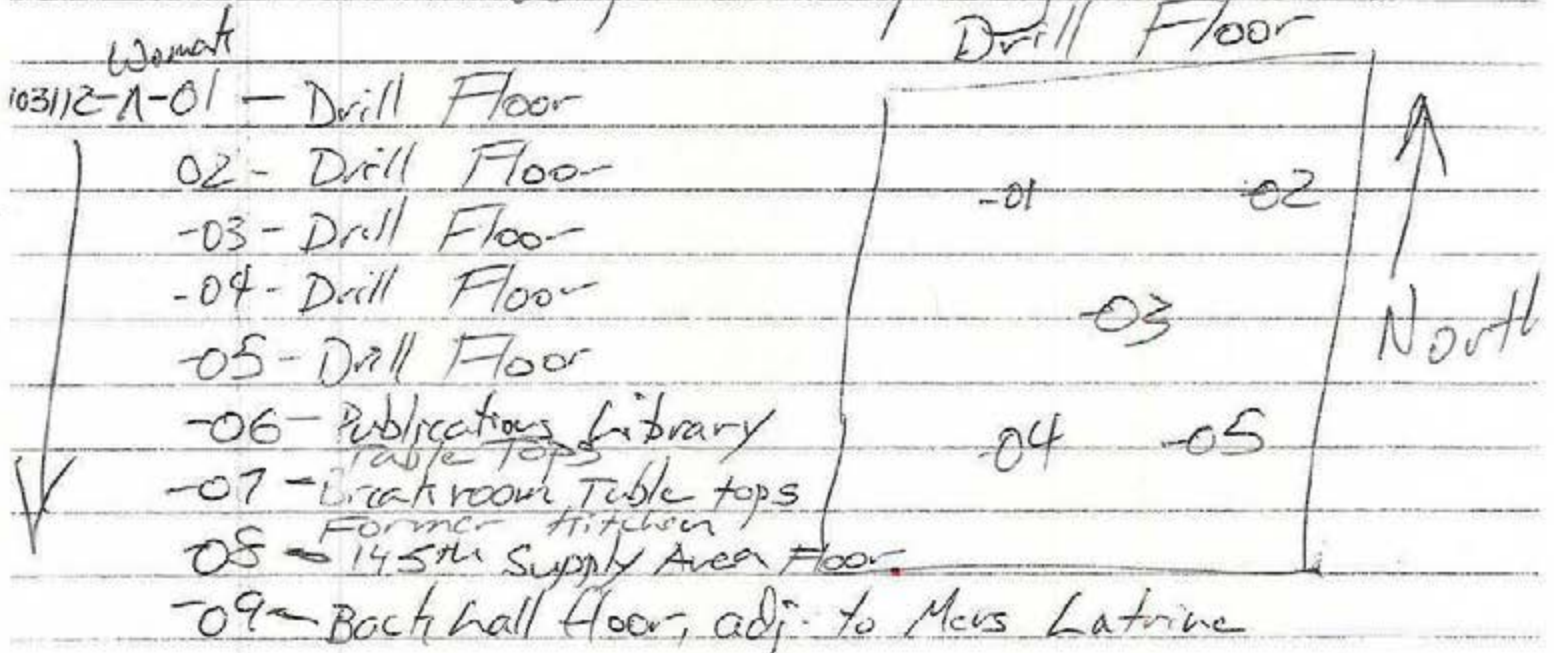 Drill Floor
103112-A-01 - Drill Floor
02 - Drill Floor
-03 - Drill Floor
-04 - Drill Floor
-05 - Drill Floor
-06 - Publications Library
Table Tops
-07 - Breakroom Table tops
Former Kitchen
-08 - 145th Supply Area Floor
-09 - Back hall floor, adj. to Mens Latrine
-01 -02
-03
-04 -05
North